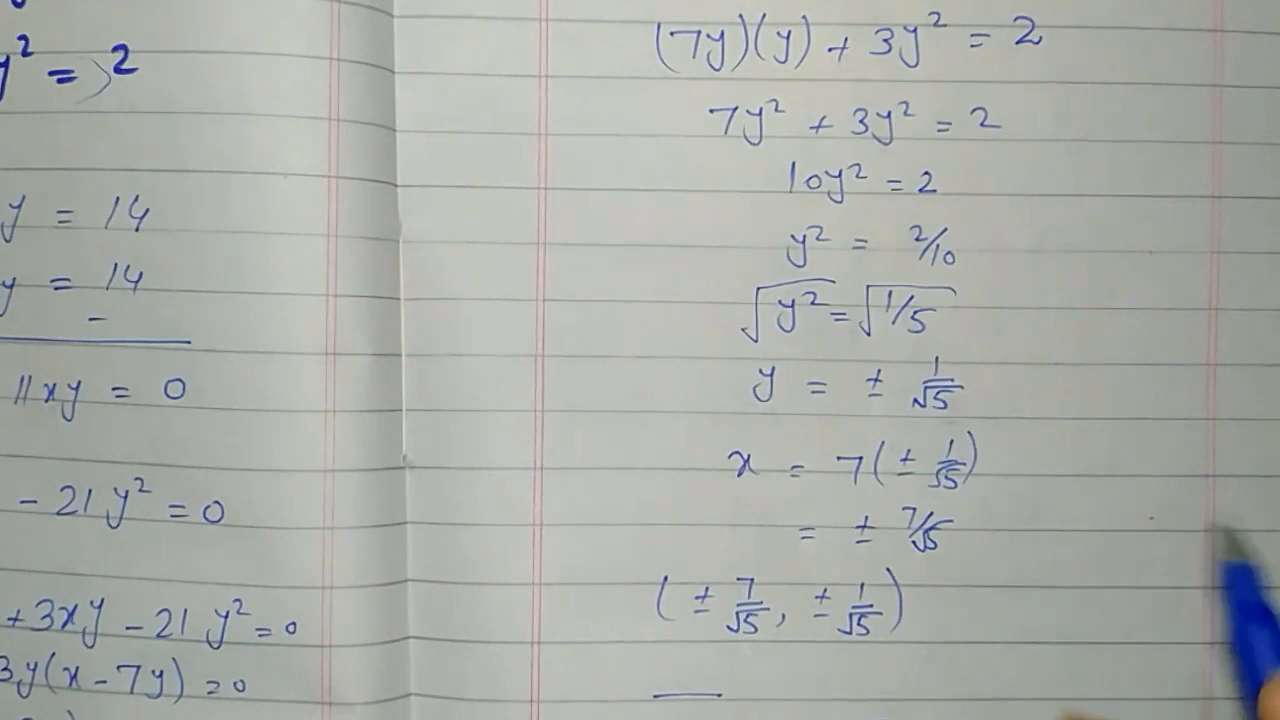 y² = 2
y = 14
y = 14
-
11xy = 0
- 21y² = 0
+3xy - 21y² = 0
3y(x - 7y) = 0
(7y)(y) + 3y² = 2
7y² + 3y² = 2
10y² = 2
y² = 2/10
√y² = √1/5
y = ± 1/√5
x = 7(± 1/√5)
= ± 7/√5
(± 7/√5, ± 1/√5)